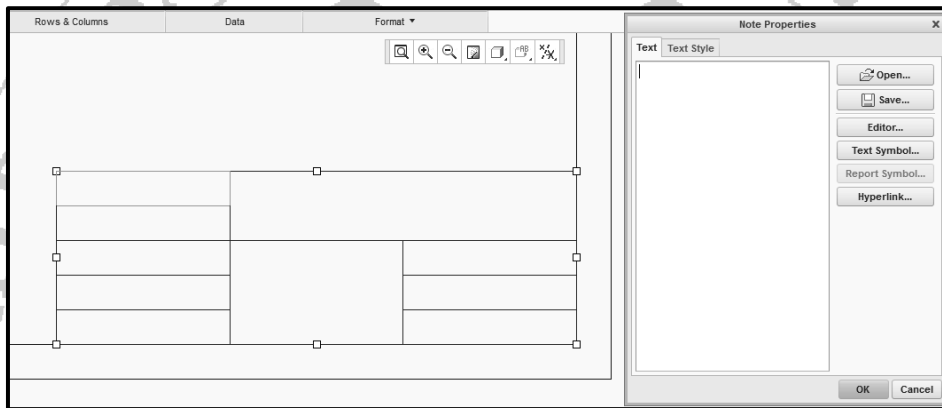 Rows & Columns Data Format
Note Properties x
Text Text Style
Open...
Save...
Editor...
Text Symbol...
Report Symbol...
Hyperlink...
OK Cancel